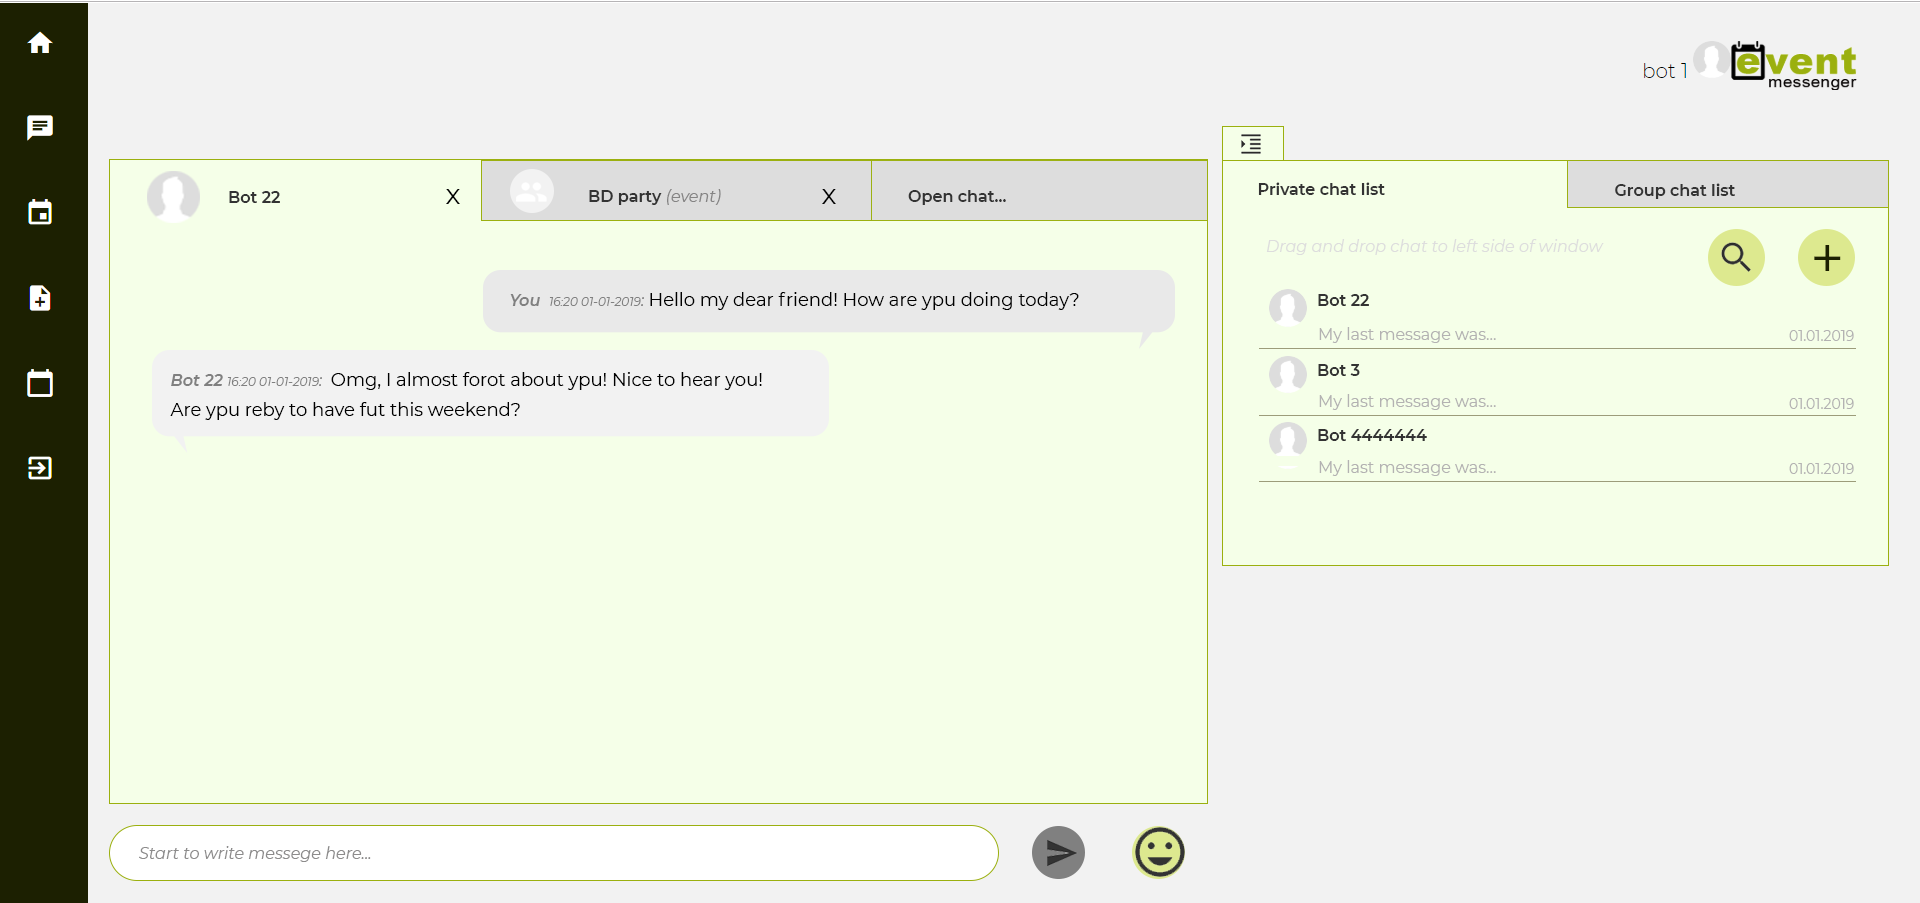 bot 1
event
messenger
Bot 22 X
BD party (event) X
Open chat...
Private chat list
Group chat list
You 16:20 01-01-2019: Hello my dear friend! How are ypu doing today?
Bot 22 16:20 01-01-2019: Omg, I almost forot about ypu! Nice to hear you!
Are ypu reby to have fut this weekend?
Drag and drop chat to left side of window
Bot 22
My last message was... 01.01.2019
Bot 3
My last message was... 01.01.2019
Bot 4444444
My last message was... 01.01.2019
Start to write messege here...